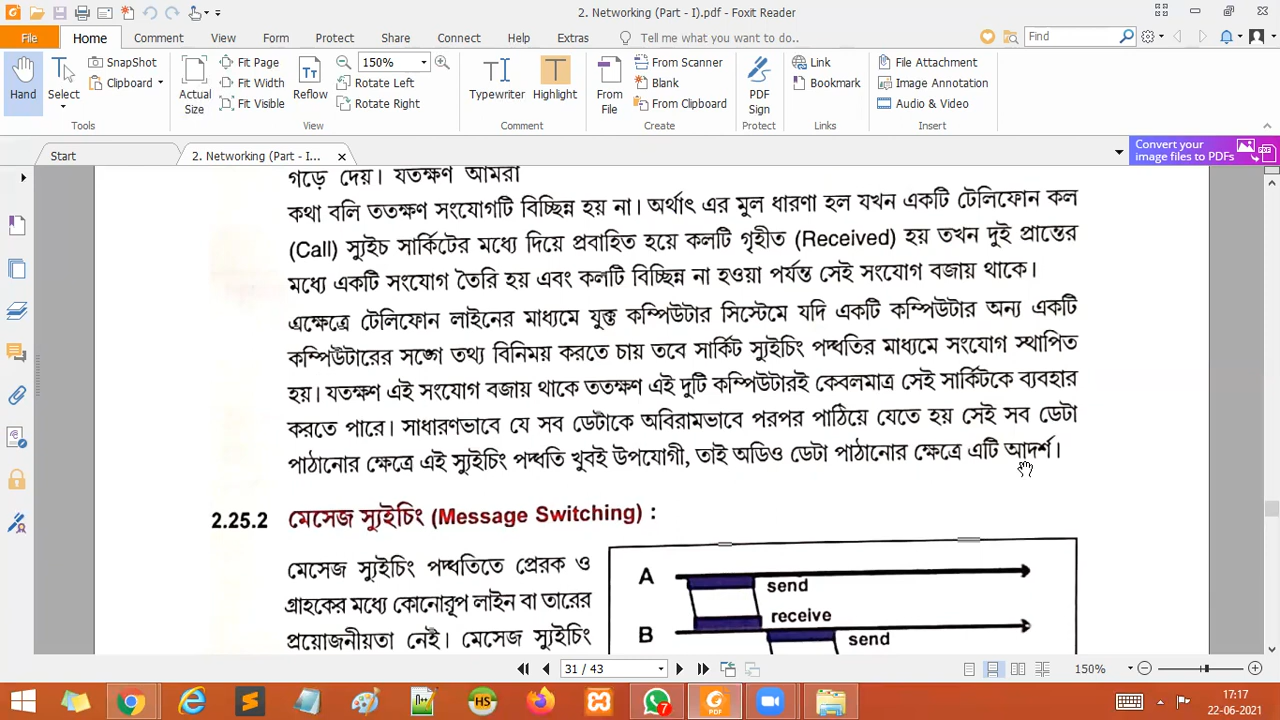 2. Networking (Part - I).pdf - Foxit Reader
File Home Comment View Form Protect Share Connect Help Extras Tell me what you want to do.. Find
Hand
Select
SnapShot
Clipboard
Tools
Actual Size
Fit Page
Fit Width
Fit Visible
Reflow
150%
Rotate Left
Rotate Right
View
Typewriter
Highlight
Comment
From File
From Scanner
Blank
From Clipboard
Create
PDF Sign
Protect
Link
Bookmark
Links
File Attachment
Image Annotation
Audio & Video
Insert
Start
2. Networking (Part - I...
Convert your
image files to PDFs
PDF
গড়ে দেয়। যতক্ষণ আমরা
কথা বলি ততক্ষণ সংযোগটি বিচ্ছিন্ন হয় না। অর্থাৎ এর মুল ধারণা হল যখন একটি টেলিফোন কল
(Call) স্যুইচ সার্কিটের মধ্যে দিয়ে প্রবাহিত হয়ে কলটি গৃহীত (Received) হয় তখন দুই প্রান্তের
মধ্যে একটি সংযোগ তৈরি হয় এবং কলটি বিচ্ছিন্ন না হওয়া পর্যন্ত সেই সংযোগ বজায় থাকে।
এক্ষেত্রে টেলিফোন লাইনের মাধ্যমে যুক্ত কম্পিউটার সিস্টেমে যদি একটি কম্পিউটার অন্য একটি
কম্পিউটারের সঙ্গে তথ্য বিনিময় করতে চায় তবে সার্কিট স্যুইচিং পদ্ধতির মাধ্যমে সংযোগ স্থাপিত
হয়। যতক্ষণ এই সংযোগ বজায় থাকে ততক্ষণ এই দুটি কম্পিউটারই কেবলমাত্র সেই সার্কিটকে ব্যবহার
করতে পারে। সাধারণভাবে যে সব ডেটাকে অবিরামভাবে পরপর পাঠিয়ে যেতে হয় সেই সব ডেটা
পাঠানোর ক্ষেত্রে এই স্যুইচিং পদ্ধতি খুবই উপযোগী, তাই অডিও ডেটা পাঠানোর ক্ষেত্রে এটি আদর্শ।
2.25.2 মেসেজ স্যুইচিং (Message Switching) :
মেসেজ স্যুইচিং পদ্ধতিতে প্রেরক ও
গ্রাহকের মধ্যে কোনোরূপ লাইন বা তারের
প্রয়োজনীয়তা নেই। মেসেজ স্যুইচিং
A
send
receive
B
send
31 / 43
150%
HS
7
PDF
17:17
22-06-2021